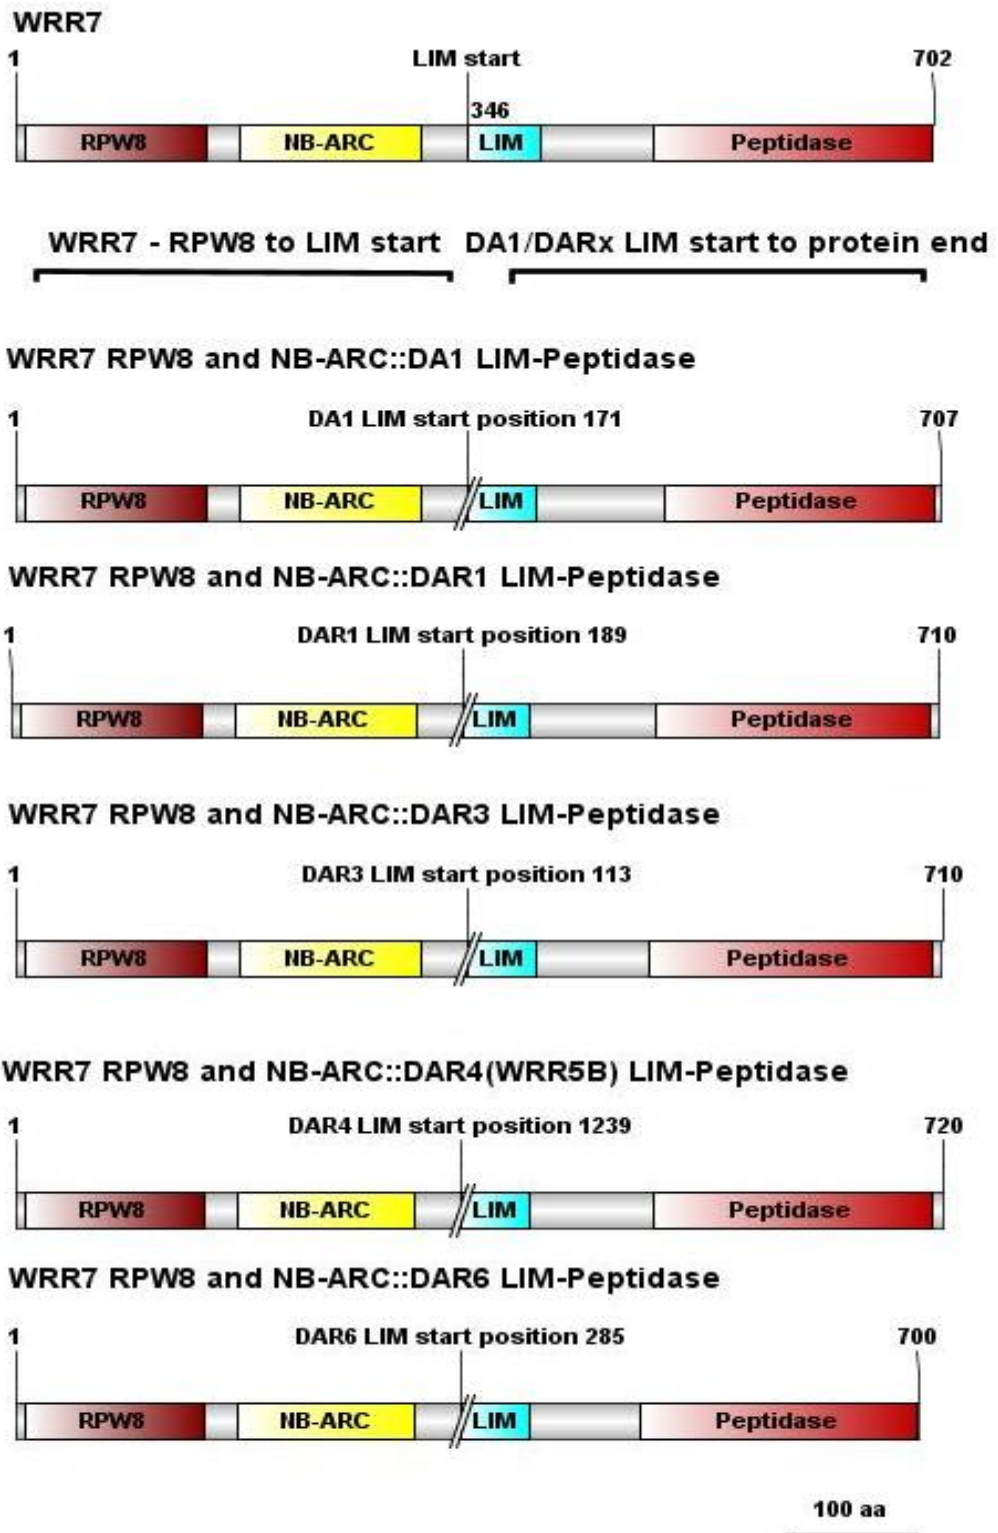 WRR7
1 LIM start 702
346
RPW8 NB-ARC LIM Peptidase
WRR7 - RPW8 to LIM start DA1/DARx LIM start to protein end
WRR7 RPW8 and NB-ARC::DA1 LIM-Peptidase
1 DA1 LIM start position 171 707
RPW8 NB-ARC LIM Peptidase
WRR7 RPW8 and NB-ARC::DAR1 LIM-Peptidase
1 DAR1 LIM start position 189 710
RPW8 NB-ARC LIM Peptidase
WRR7 RPW8 and NB-ARC::DAR3 LIM-Peptidase
1 DAR3 LIM start position 113 710
RPW8 NB-ARC LIM Peptidase
WRR7 RPW8 and NB-ARC::DAR4(WRR5B) LIM-Peptidase
1 DAR4 LIM start position 1239 720
RPW8 NB-ARC LIM Peptidase
WRR7 RPW8 and NB-ARC::DAR6 LIM-Peptidase
1 DAR6 LIM start position 285 700
RPW8 NB-ARC LIM Peptidase
100 aa